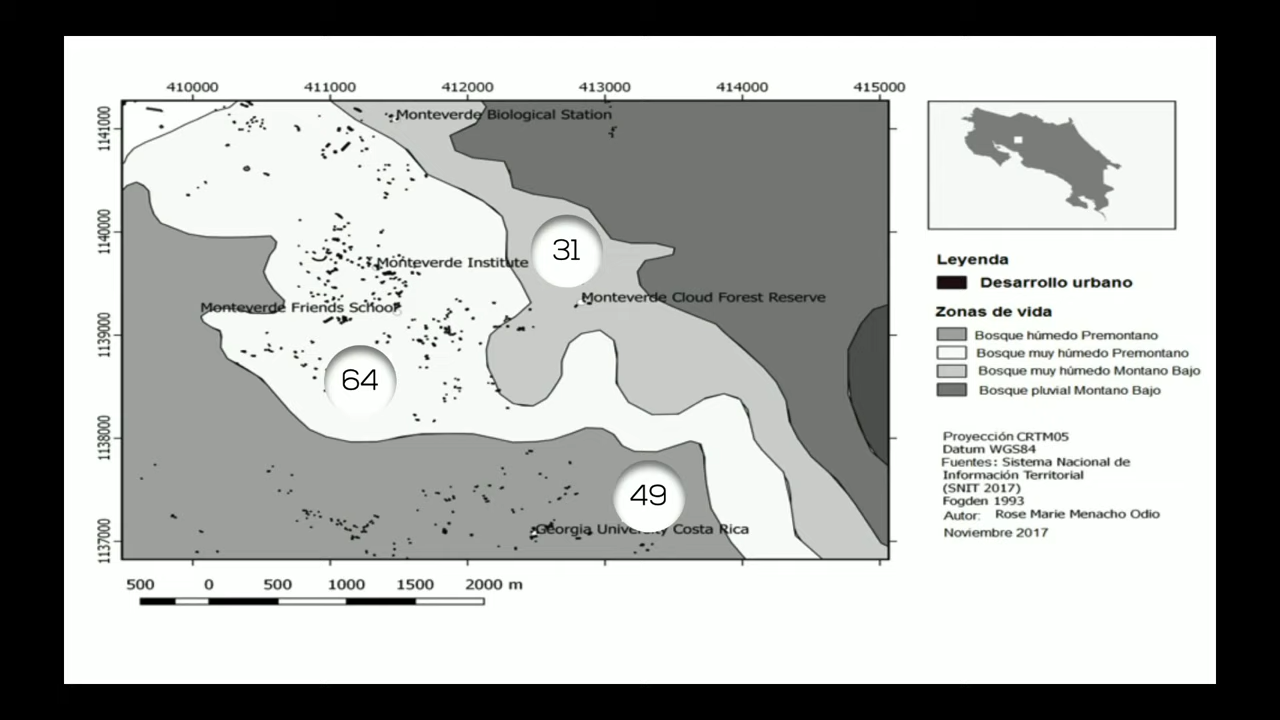 410000 411000 412000 413000 414000 415000
1141000
1140000
1139000
1138000
1137000
Monteverde Biological Station
31
Monteverde Institute
Monteverde Cloud Forest Reserve
Monteverde Friends School
64
49
Georgia University Costa Rica
500 0 500 1000 1500 2000 m
Leyenda
Desarrollo urbano
Zonas de vida
Bosque húmedo Premontano
Bosque muy húmedo Premontano
Bosque muy húmedo Montano Bajo
Bosque pluvial Montano Bajo
Proyección CRTM05
Datum WGS84
Fuentes: Sistema Nacional de
Información Territorial
(SNIT 2017)
Fogden 1993
Autor: Rose Marie Menacho Odio
Noviembre 2017